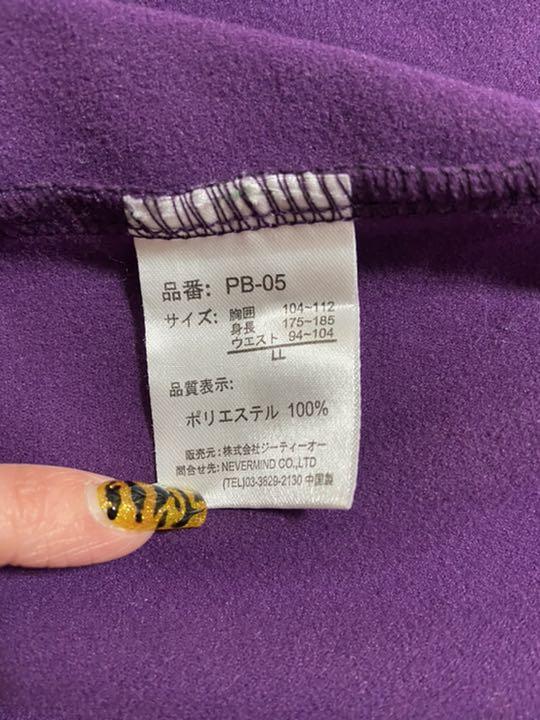 品番: PB-05
サイズ: 胸囲 104~112
身長 175~185
ウエスト 94~104
LL
品質表示:
ポリエステル 100%
販売元: 株式会社ジーティーオー
問合せ先: NEVERMIND CO.,LTD
(TEL)03-3829-2130 中国製